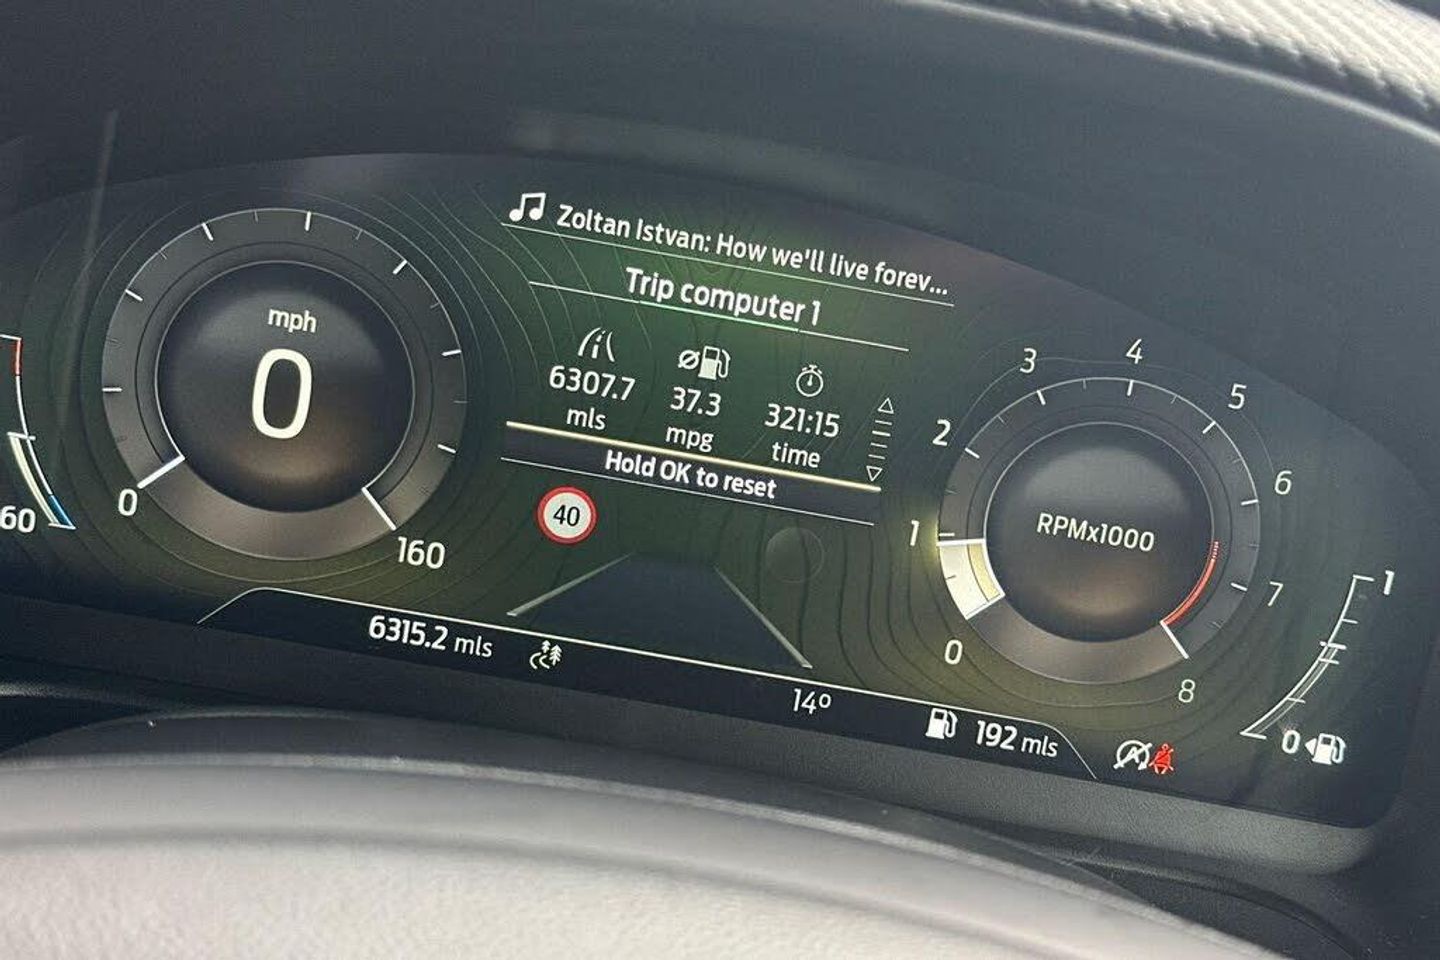 Zoltan Istvan: How we'll live forev...
Trip computer 1
6307.7 37.3 321:15
mls mpg time
Hold OK to reset
40
mph
0
0 160
60
1 2 3 4 5 6 7 8
0
RPMx1000
1
0
6315.2 mls
14º
192 mls